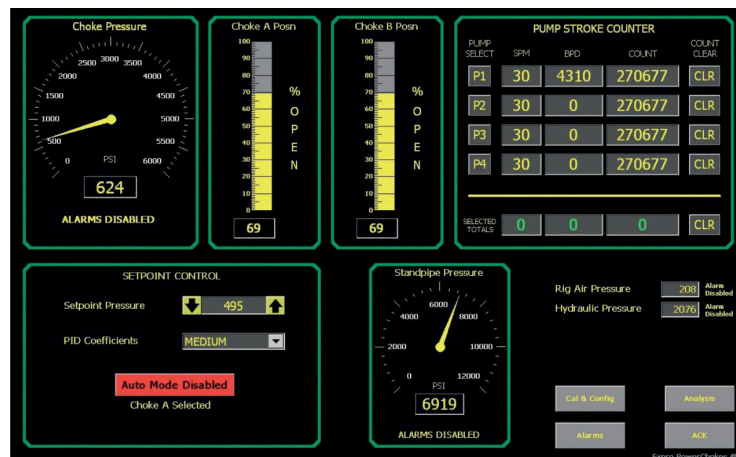 Choke Pressure
0
500
1000
1500
2000
2500
3000
3500
4000
4500
5000
5500
6000
PSI
624
ALARMS DISABLED
Choke A Posn
100
90
80
70
60
50
40
30
20
10
0
% OPEN
69
Choke B Posn
100
90
80
70
60
50
40
30
20
10
0
% OPEN
69
PUMP STROKE COUNTER
PUMP SELECT SPM BPD COUNT COUNT CLEAR
P1 30 4310 270677 CLR
P2 30 0 270677 CLR
P3 30 0 270677 CLR
P4 30 0 270677 CLR
SELECTED TOTALS 0 0 0 CLR
SETPOINT CONTROL
Setpoint Pressure 495
PID Coefficients MEDIUM
Auto Mode Disabled
Choke A Selected
Standpipe Pressure
0
2000
4000
6000
8000
10000
12000
PSI
6919
ALARMS DISABLED
Rig Air Pressure 208 Alarm Disabled
Hydraulic Pressure 2076 Alarm Disabled
Cal & Config Analysis
Alarms ACK
Expro PowerChokes